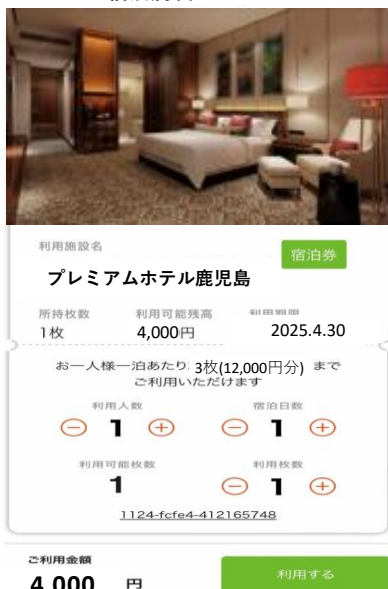 利用施設名
宿泊券
プレミアムホテル鹿児島
所持枚数 利用可能残高 利用期限
1枚 4,000円 2025.4.30
お一人様一泊あたり 3枚(12,000円分) まで
ご利用いただけます
利用人数 宿泊日数
1 1
利用可能枚数 利用枚数
1 1
1124-fcfe4-412165748
ご利用金額
4,000 円
利用する